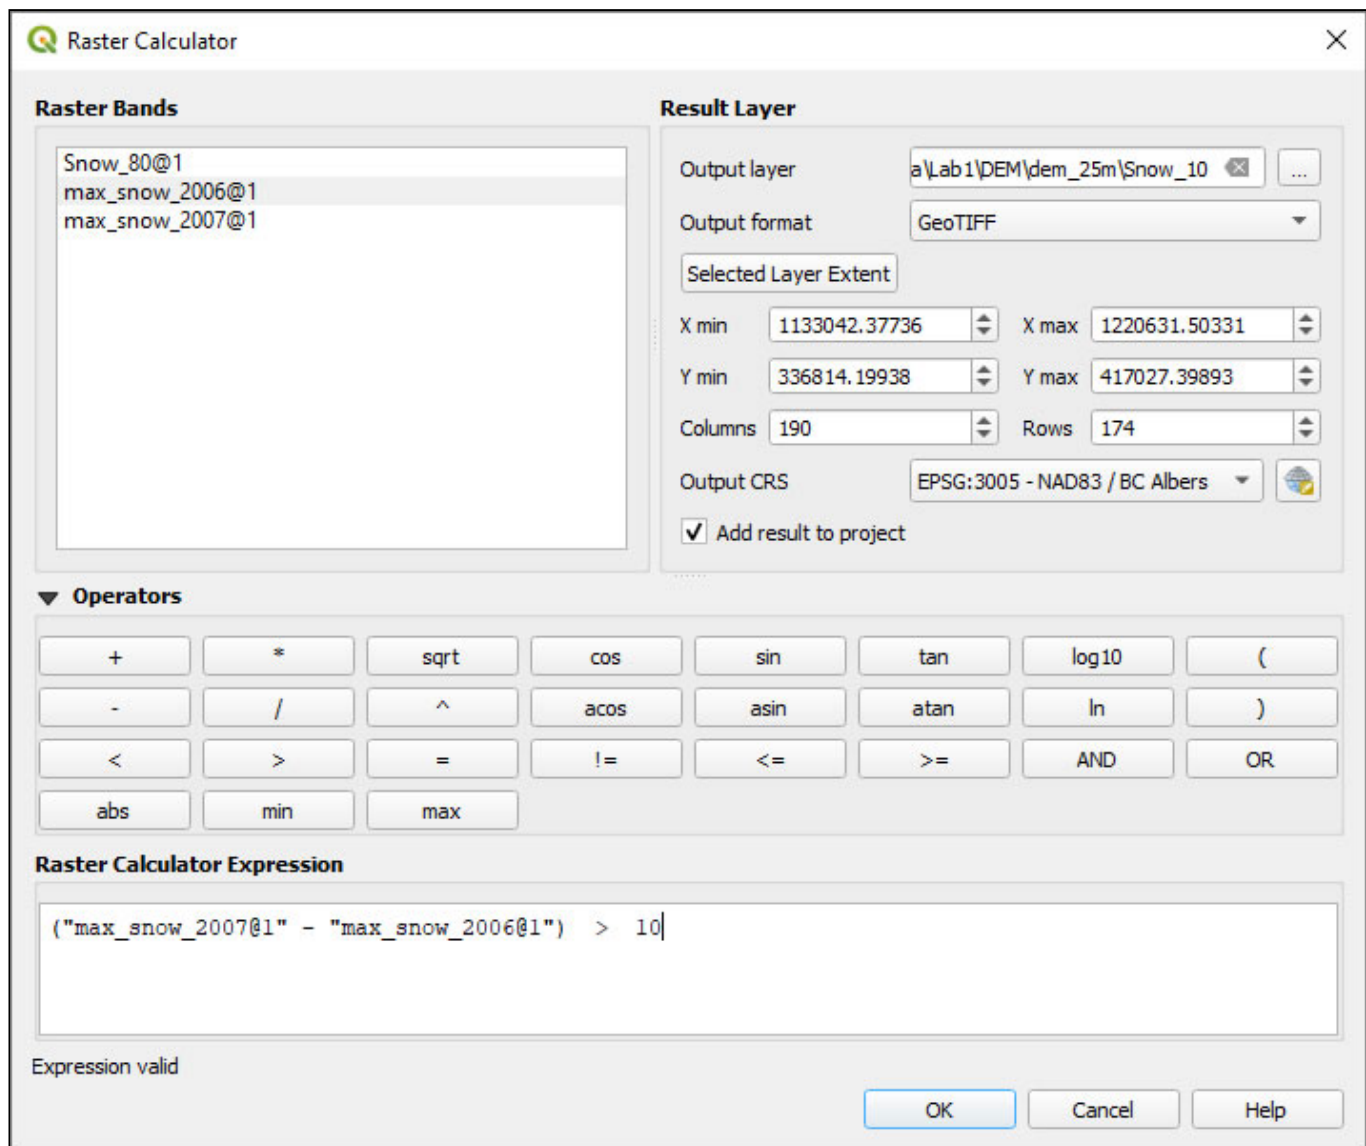 Raster Calculator
Raster Bands
Snow_80@1
max_snow_2006@1
max_snow_2007@1
Result Layer
Output layer a\Lab1\DEM\dem_25m\Snow_10 ...
Output format GeoTIFF
Selected Layer Extent
X min 1133042.37736 X max 1220631.50331
Y min 336814.19938 Y max 417027.39893
Columns 190 Rows 174
Output CRS EPSG:3005 - NAD83 / BC Albers
Add result to project
Operators
+ * sqrt cos sin tan log10 (
- / ^ acos asin atan ln )
< > = != <= >= AND OR
abs min max
Raster Calculator Expression
("max_snow_2007@1" - "max_snow_2006@1") > 10
Expression valid
OK Cancel Help